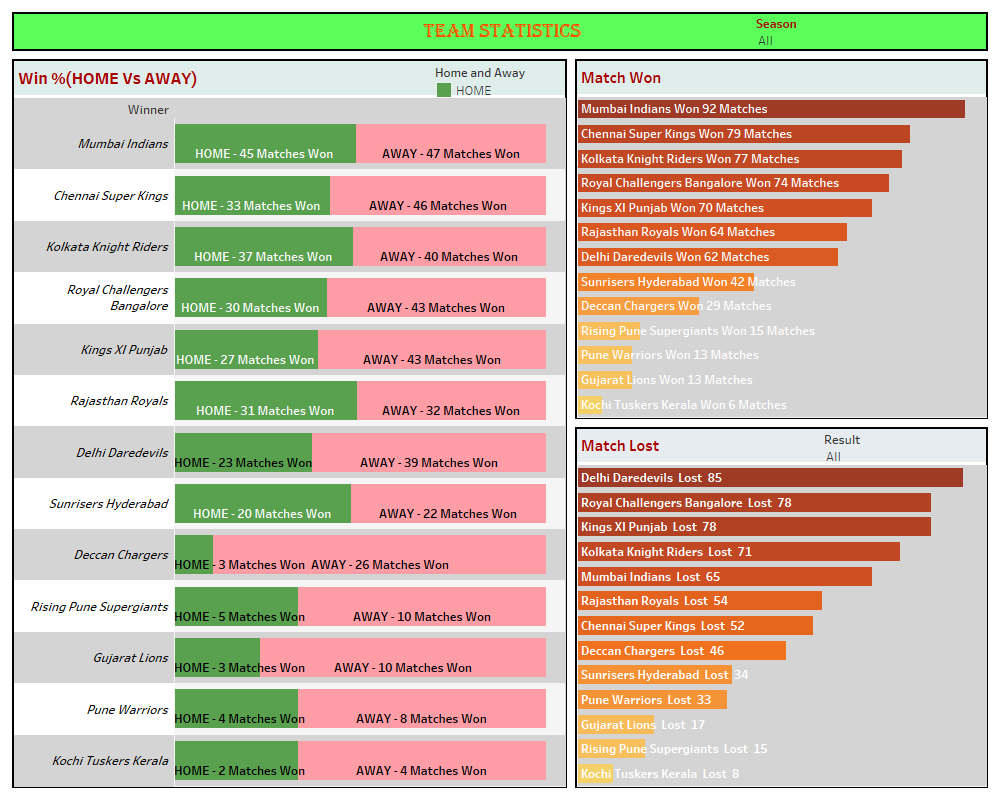 TEAM STATISTICS
Season
All
Win %(HOME Vs AWAY)
Home and Away
HOME
Winner
Mumbai Indians
HOME - 45 Matches Won
AWAY - 47 Matches Won
Chennai Super Kings
HOME - 33 Matches Won
AWAY - 46 Matches Won
Kolkata Knight Riders
HOME - 37 Matches Won
AWAY - 40 Matches Won
Royal Challengers
Bangalore
HOME - 30 Matches Won
AWAY - 43 Matches Won
Kings XI Punjab
HOME - 27 Matches Won
AWAY - 43 Matches Won
Rajasthan Royals
HOME - 31 Matches Won
AWAY - 32 Matches Won
Delhi Daredevils
HOME - 23 Matches Won
AWAY - 39 Matches Won
Sunrisers Hyderabad
HOME - 20 Matches Won
AWAY - 22 Matches Won
Deccan Chargers
HOME - 3 Matches Won
AWAY - 26 Matches Won
Rising Pune Supergiants
HOME - 5 Matches Won
AWAY - 10 Matches Won
Gujarat Lions
HOME - 3 Matches Won
AWAY - 10 Matches Won
Pune Warriors
HOME - 4 Matches Won
AWAY - 8 Matches Won
Kochi Tuskers Kerala
HOME - 2 Matches Won
AWAY - 4 Matches Won
Match Won
Mumbai Indians Won 92 Matches
Chennai Super Kings Won 79 Matches
Kolkata Knight Riders Won 77 Matches
Royal Challengers Bangalore Won 74 Matches
Kings XI Punjab Won 70 Matches
Rajasthan Royals Won 64 Matches
Delhi Daredevils Won 62 Matches
Sunrisers Hyderabad Won 42 Matches
Deccan Chargers Won 29 Matches
Rising Pune Supergiants Won 15 Matches
Pune Warriors Won 13 Matches
Gujarat Lions Won 13 Matches
Kochi Tuskers Kerala Won 6 Matches
Match Lost
Result
All
Delhi Daredevils Lost 85
Royal Challengers Bangalore Lost 78
Kings XI Punjab Lost 78
Kolkata Knight Riders Lost 71
Mumbai Indians Lost 65
Rajasthan Royals Lost 54
Chennai Super Kings Lost 52
Deccan Chargers Lost 46
Sunrisers Hyderabad Lost 34
Pune Warriors Lost 33
Gujarat Lions Lost 17
Rising Pune Supergiants Lost 15
Kochi Tuskers Kerala Lost 8